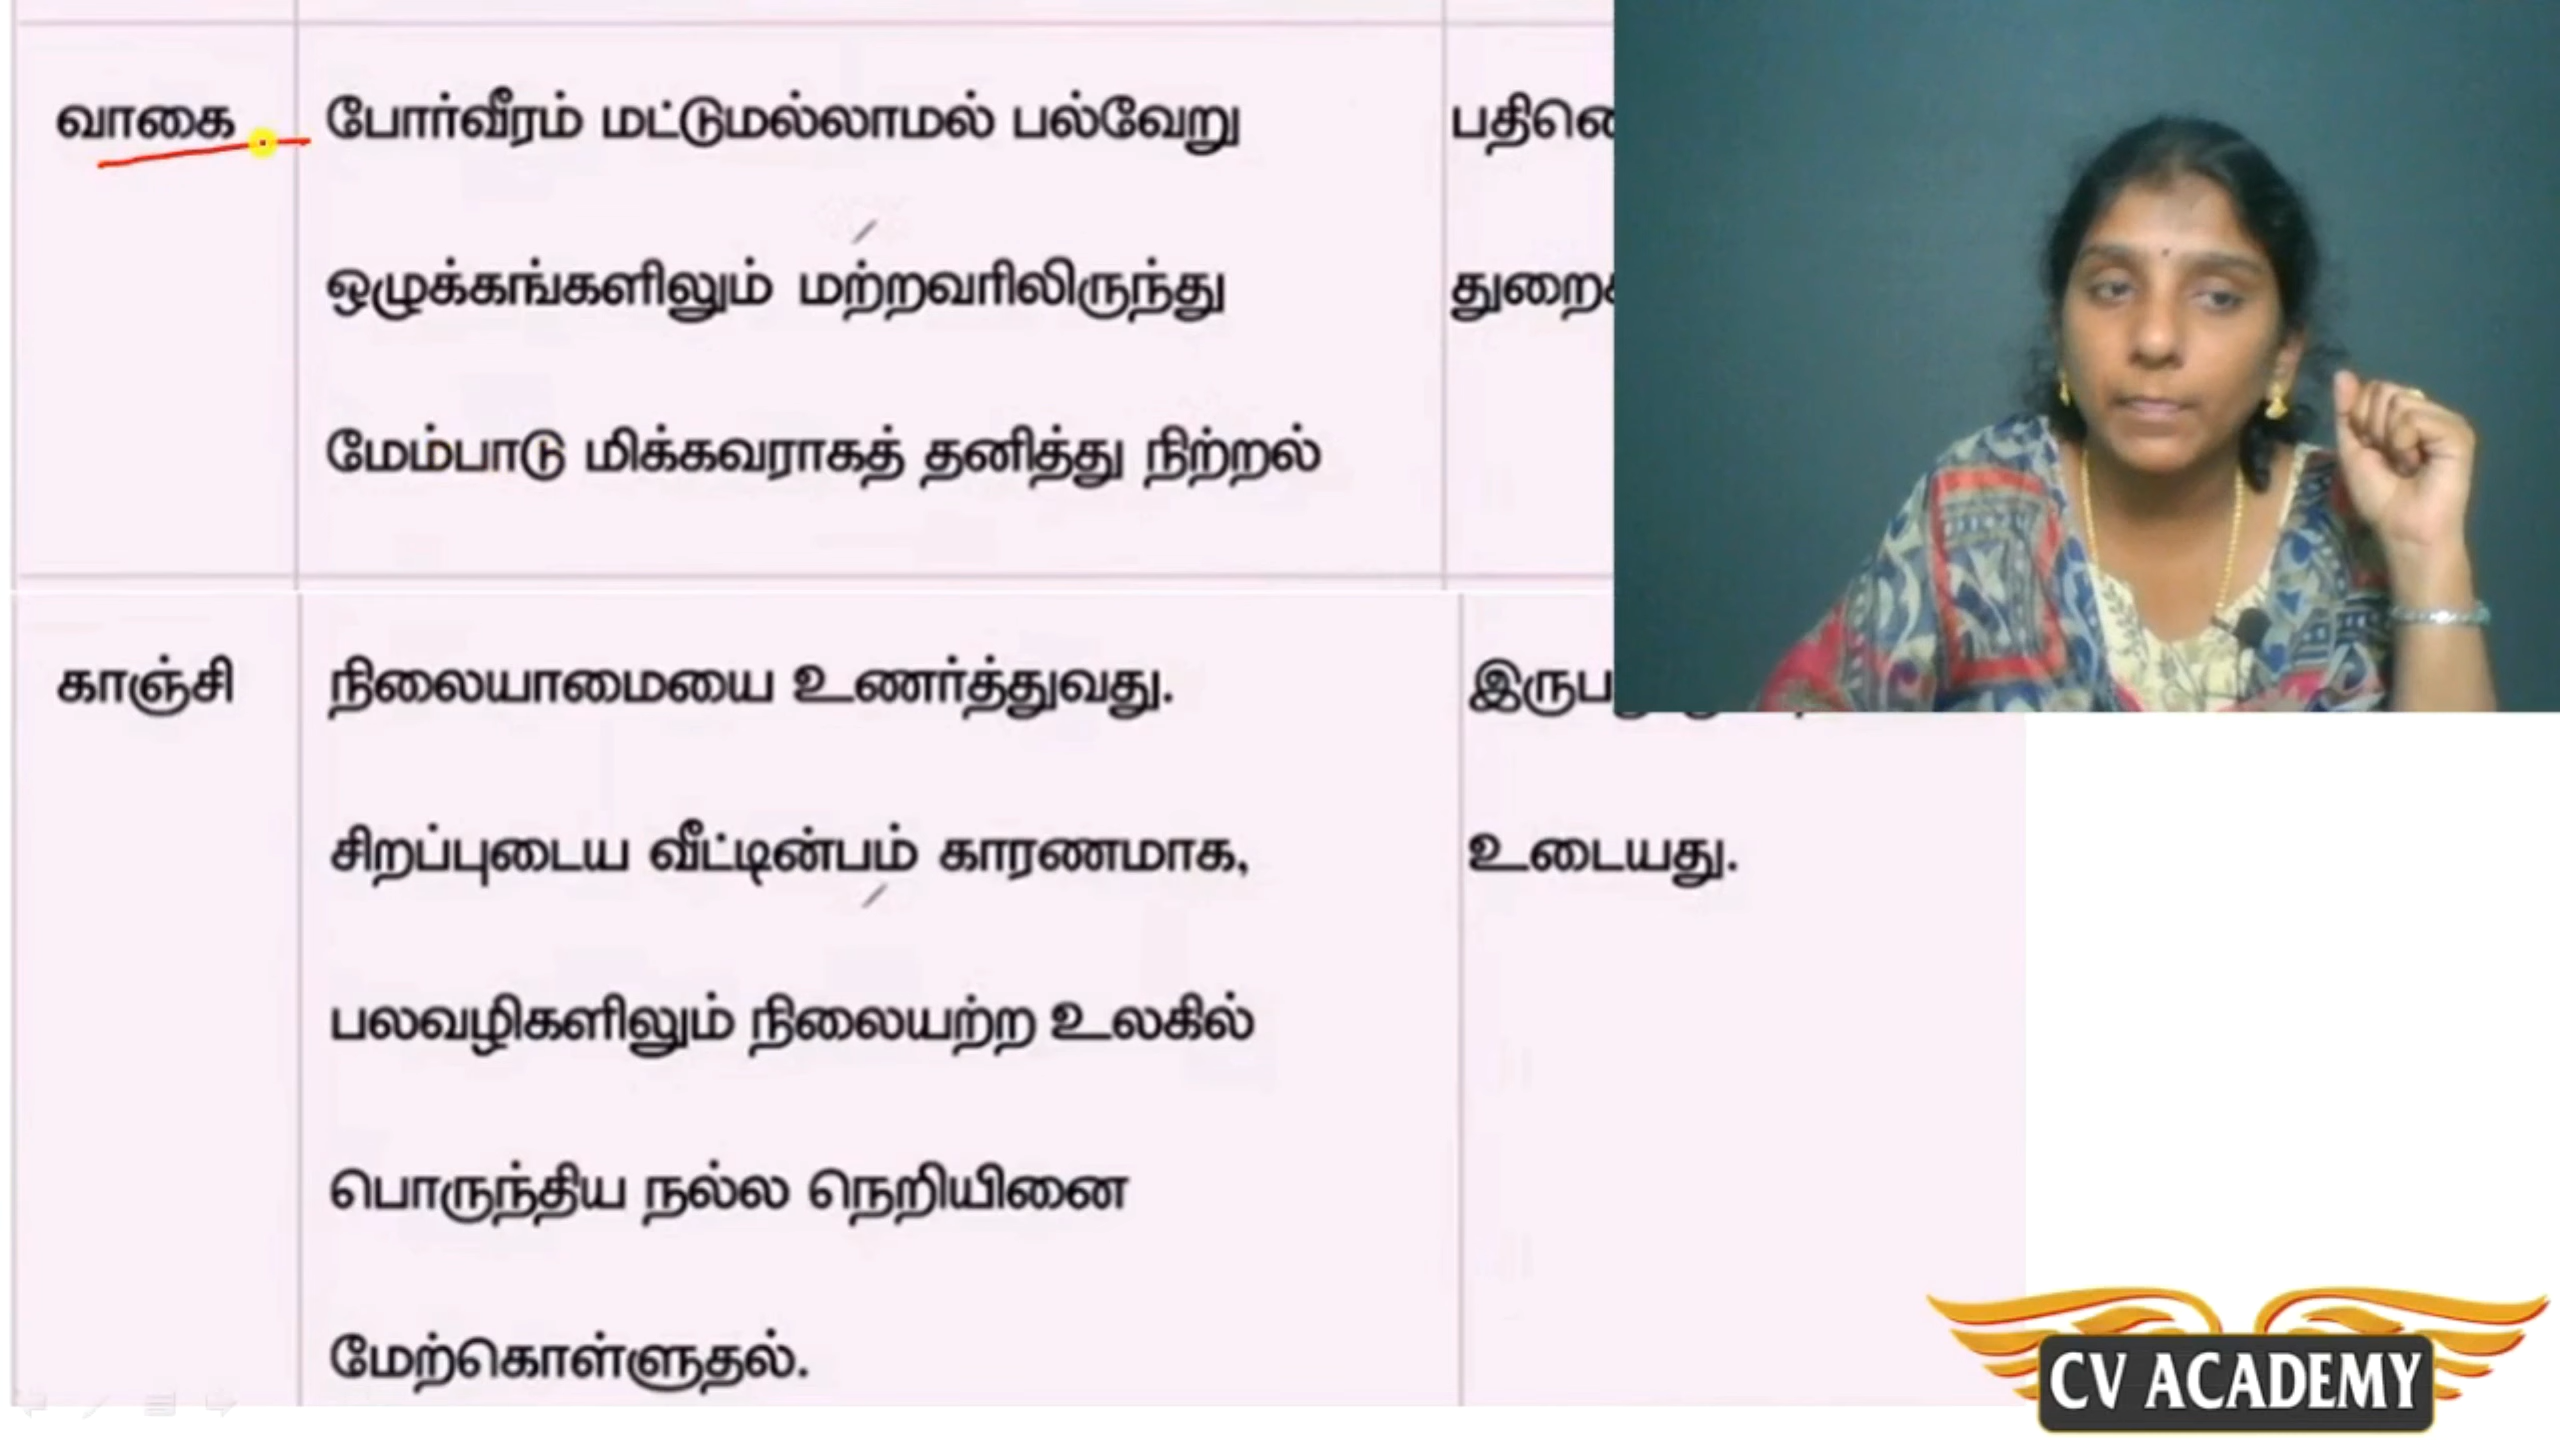 வாகை போர்வீரம் மட்டுமல்லாமல் பல்வேறு
ஒழுக்கங்களிலும் மற்றவரிலிருந்து
மேம்பாடு மிக்கவராகத் தனித்து நிற்றல்
காஞ்சி நிலையாமையை உணர்த்துவது.
சிறப்புடைய வீட்டின்பம் காரணமாக, உடையது.
பலவழிகளிலும் நிலையற்ற உலகில்
பொருந்திய நல்ல நெறியினை
மேற்கொள்ளுதல்.
CV ACADEMY